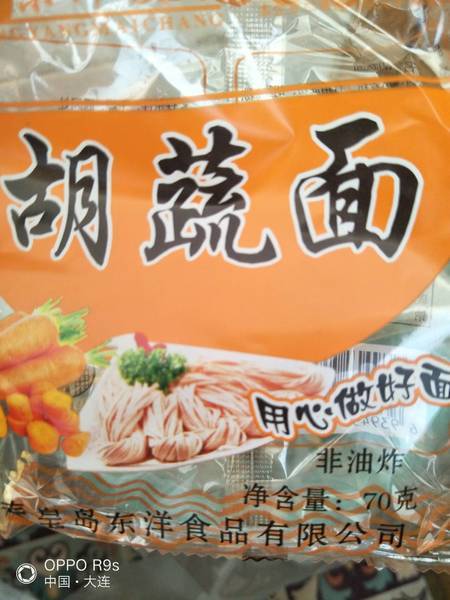 胡蔬面
用心做好面
非油炸
净含量：70克
秦皇岛东洋食品有限公司
OPPO R9s
中国·大连